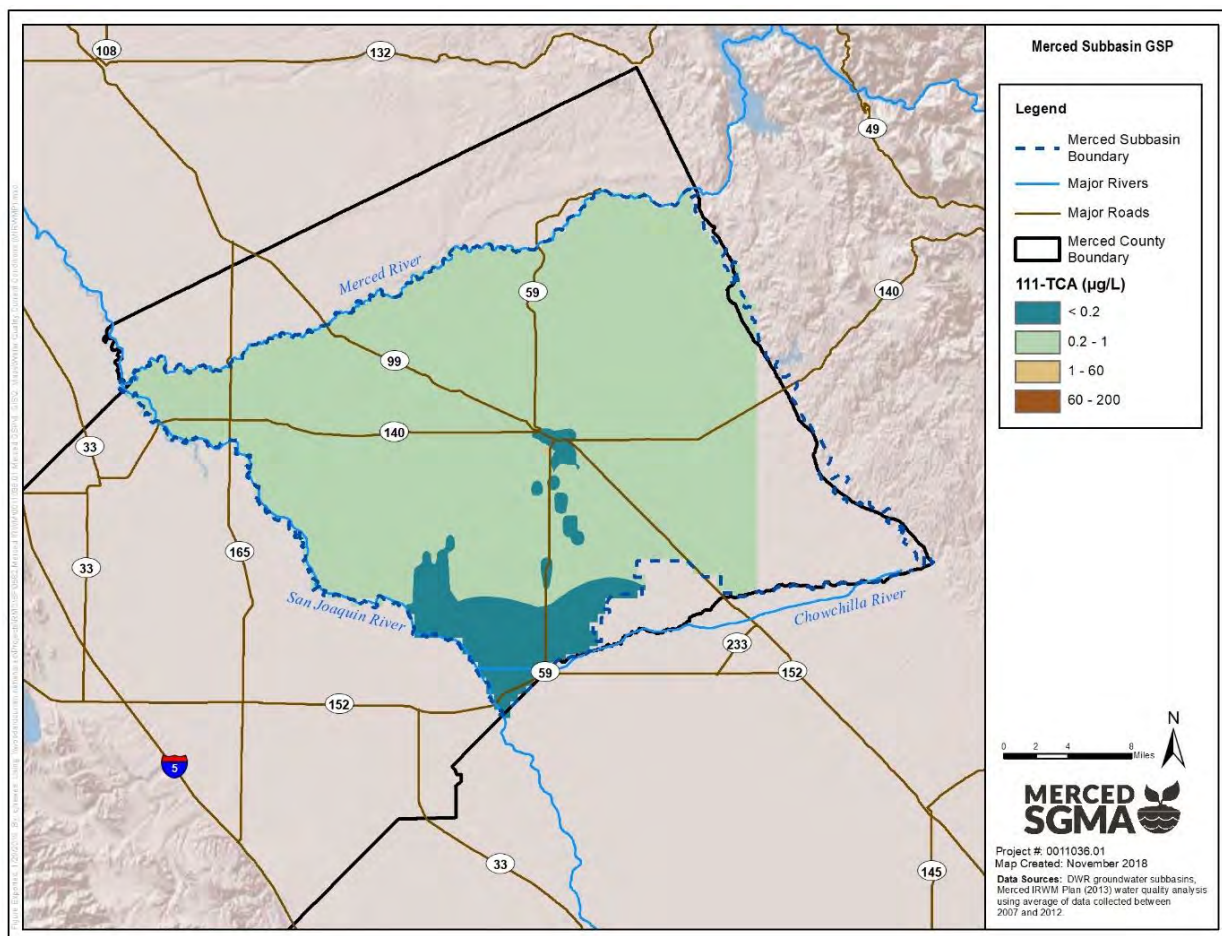 Merced Subbasin GSP
Legend
Merced Subbasin
Boundary
Major Rivers
Major Roads
Merced County
Boundary
111-TCA (µg/L)
< 0.2
0.2 - 1
1 - 60
60 - 200
108
132
49
Merced River
59
140
99
140
33
165
33
San Joaquin River
Chowchilla River
233
59
152
152
5
33
145
N
0 2 4 8
Miles
MERCED
SGMA
Project #: 0011036.01
Map Created: November 2018
Data Sources: DWR groundwater subbasins,
Merced IRWM Plan (2013) water quality analysis
using average of data collected between
2007 and 2012.